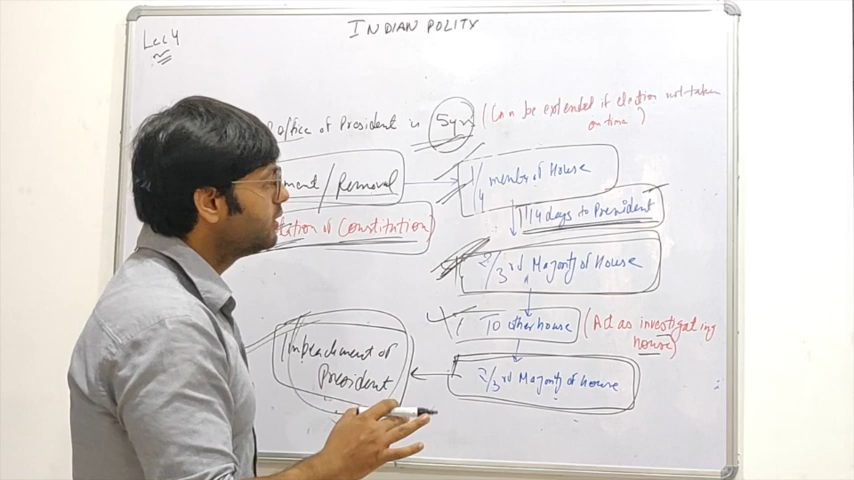 INDIAN POLITY
Lec 4
office of President is 5yrs (Can be extended if election not taken
on time)
ment/Removal
1/4 member of House
14 days to President
tation of Constitution)
2/3rd Majority of House
To other house (Act as investigating
house)
Impeachment of
President
2/3rd Majority of house